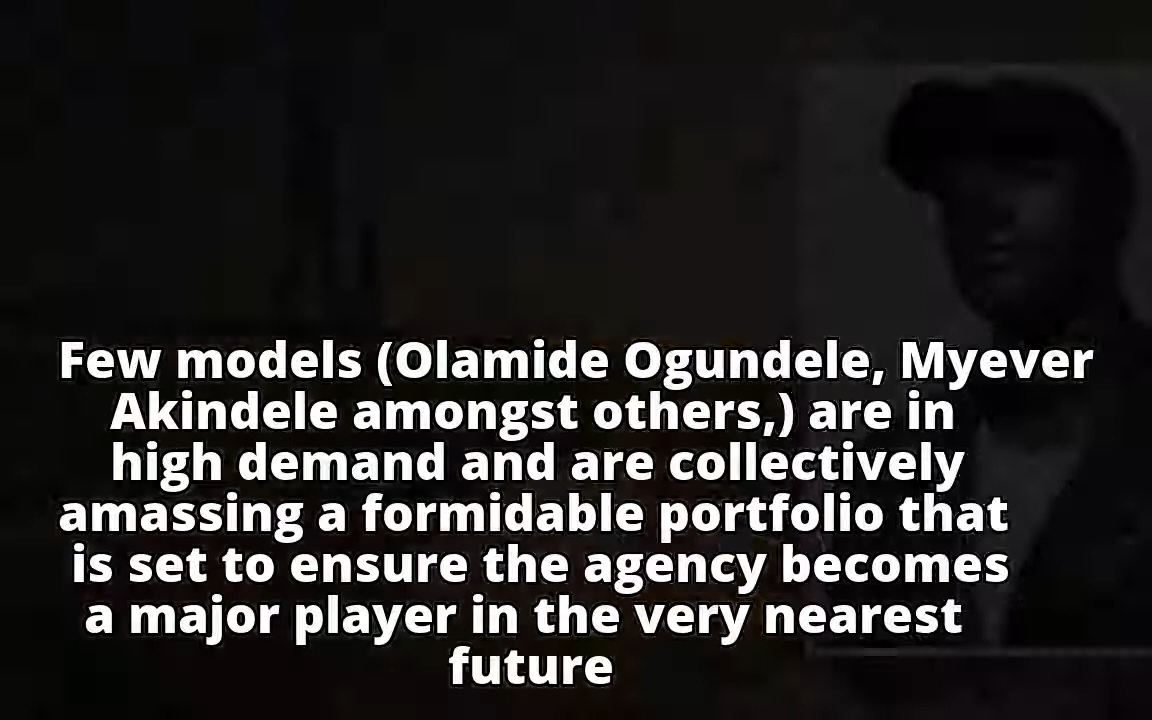 Few models (Olamide Ogundele, Myever
Akindele amongst others,) are in
high demand and are collectively
amassing a formidable portfolio that
is set to ensure the agency becomes
a major player in the very nearest
future